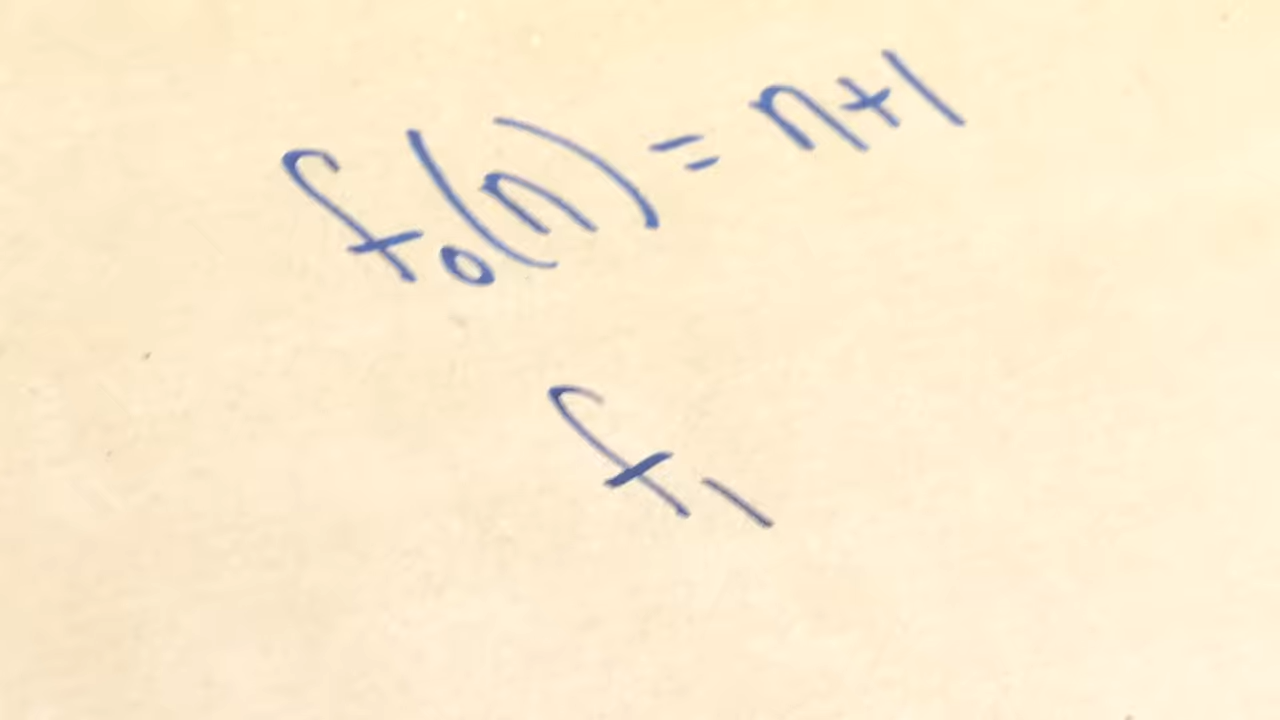 f₀(n) = n+1
f₁